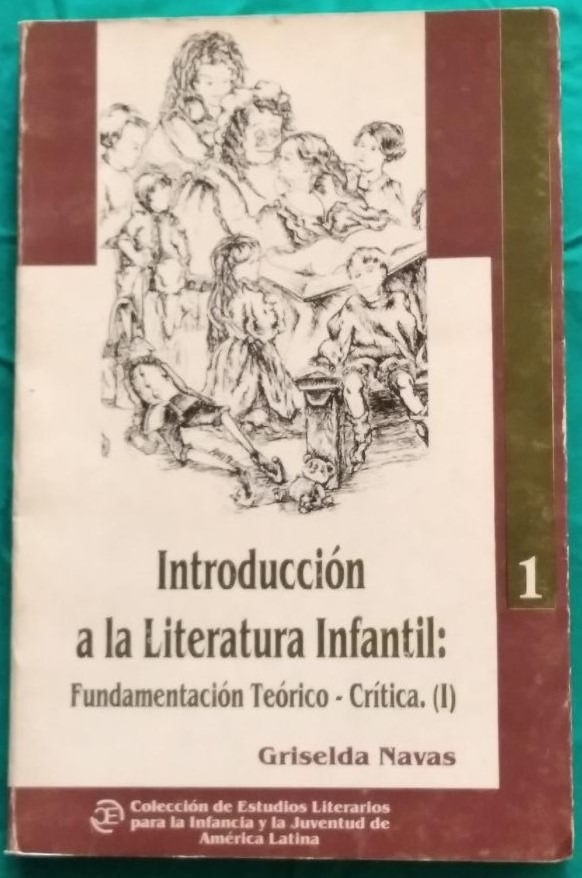 1
Introducción
a la Literatura Infantil:
Fundamentación Teórico - Crítica. (I)
Griselda Navas
Colección de Estudios Literarios
para la Infancia y la Juventud de
América Latina